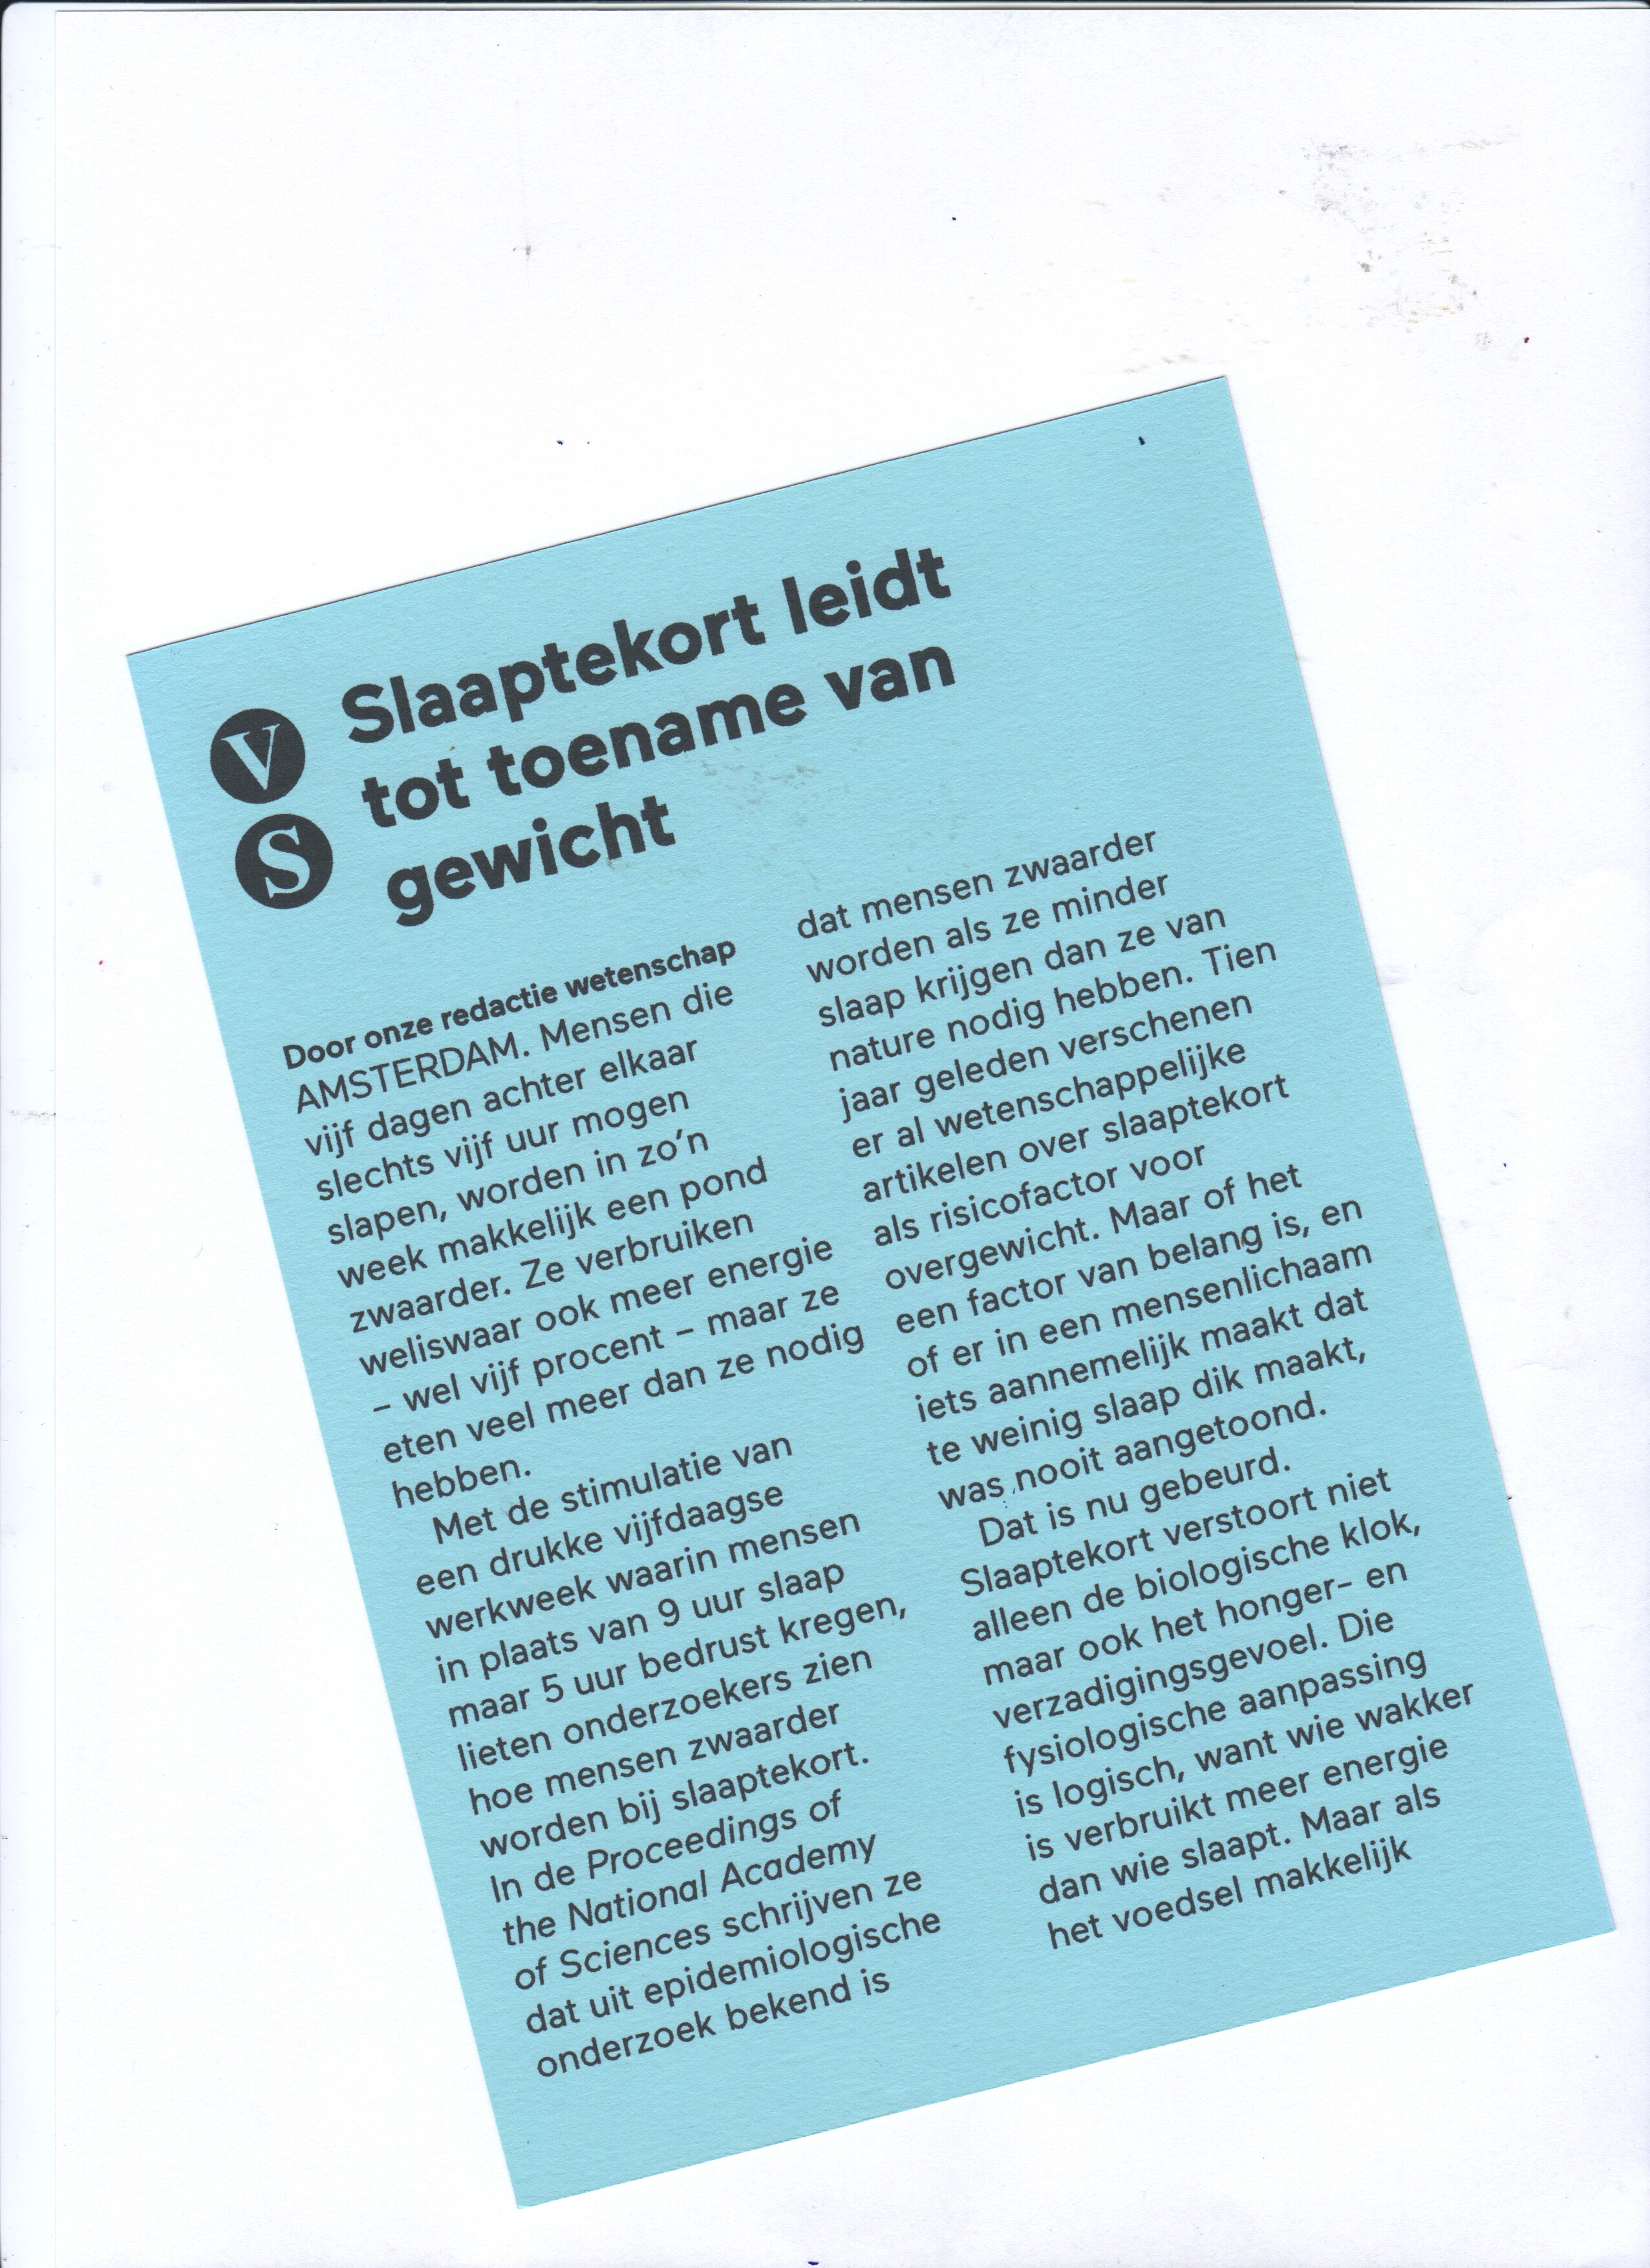 V
S
Slaaptekort leidt
tot toename van
gewicht
Door onze redactie wetenschap
AMSTERDAM. Mensen die
vijf dagen achter elkaar
slechts vijf uur mogen
slapen, worden in zo'n
week makkelijk een pond
zwaarder. Ze verbruiken
weliswaar ook meer energie
– wel vijf procent – maar ze
eten veel meer dan ze nodig
hebben.
Met de stimulatie van
een drukke vijfdaagse
werkweek waarin mensen
in plaats van 9 uur slaap
maar 5 uur bedrust kregen,
lieten onderzoekers zien
hoe mensen zwaarder
worden bij slaaptekort.
In de Proceedings of
the National Academy
of Sciences schrijven ze
dat uit epidemiologische
onderzoek bekend is
dat mensen zwaarder
worden als ze minder
slaap krijgen dan ze van
nature nodig hebben. Tien
jaar geleden verschenen
er al wetenschappelijke
artikelen over slaaptekort
als risicofactor voor
overgewicht. Maar of het
een factor van belang is, en
of er in een mensenlichaam
iets aannemelijk maakt dat
te weinig slaap dik maakt,
was nooit aangetoond.
Dat is nu gebeurd.
Slaaptekort verstoort niet
alleen de biologische klok,
maar ook het honger- en
verzadigingsgevoel. Die
fysiologische aanpassing
is logisch, want wie wakker
is verbruikt meer energie
dan wie slaapt. Maar als
het voedsel makkelijk